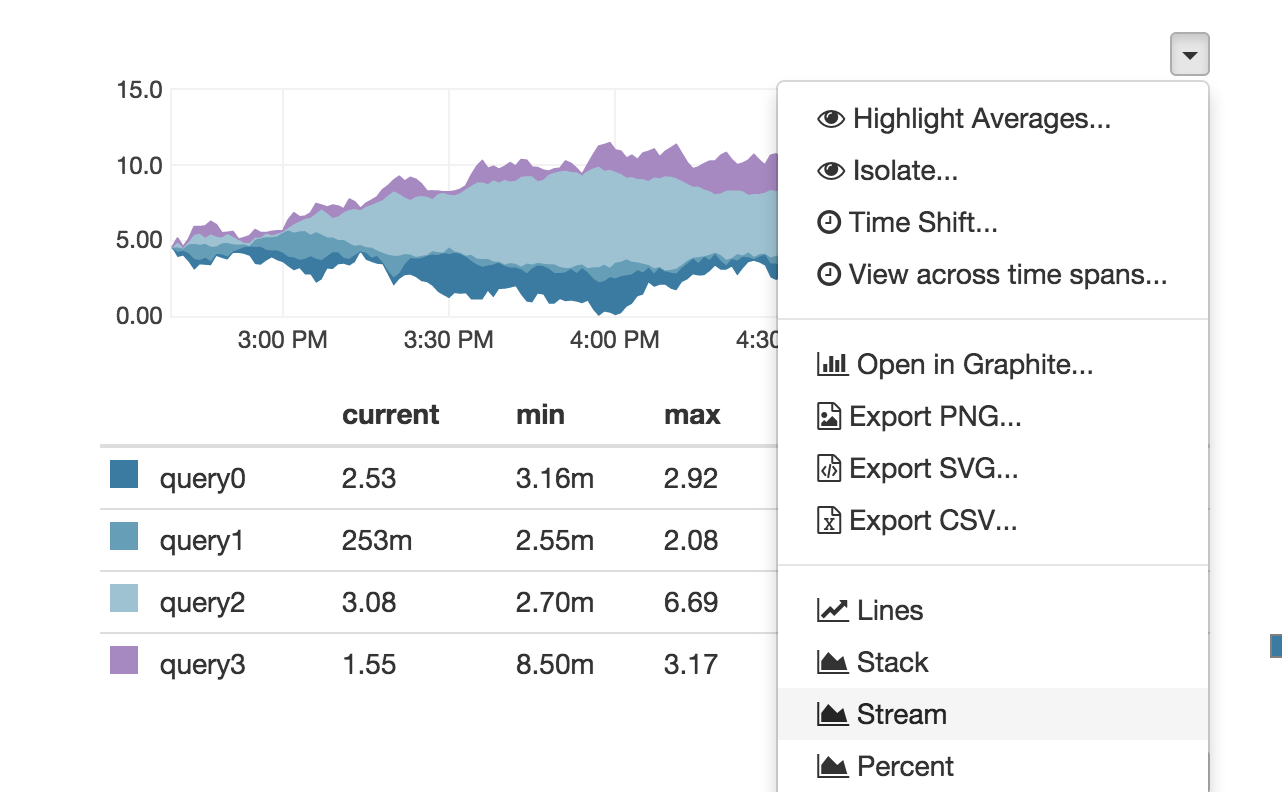 15.0
10.0
5.00
0.00
3:00 PM 3:30 PM 4:00 PM 4:30
current min max
query0 2.53 3.16m 2.92
query1 253m 2.55m 2.08
query2 3.08 2.70m 6.69
query3 1.55 8.50m 3.17
Highlight Averages...
Isolate...
Time Shift...
View across time spans...
Open in Graphite...
Export PNG...
Export SVG...
Export CSV...
Lines
Stack
Stream
Percent